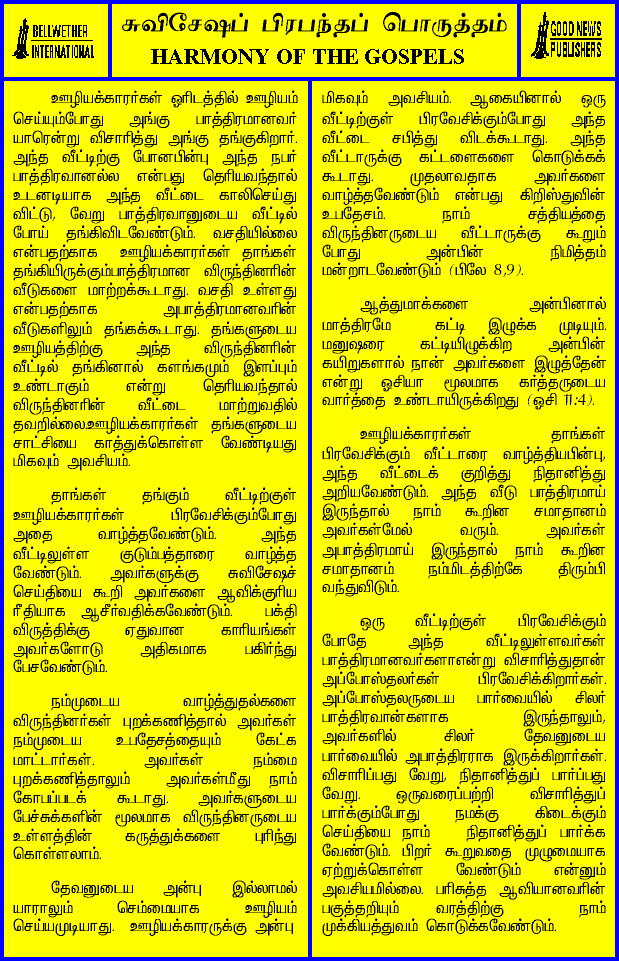 BELLWETHER
INTERNATIONAL
சுவிசேஷப் பிரபந்தப் பொருத்தம்
HARMONY OF THE GOSPELS
GOOD NEWS
PUBLISHERS
ஊழியக்காரர்கள் ஓரிடத்தில் ஊழியம்
செய்யும்போது அங்கு பாத்திரமானவர்
யாரென்று விசாரித்து அங்கு தங்குகிறார்.
அந்த வீட்டிற்கு போனபின்பு அந்த நபர்
பாத்திரவானல்ல என்பது தெரியவந்தால்
உடனடியாக அந்த வீட்டை காலிசெய்து
விட்டு, வேறு பாத்திரவானுடைய வீட்டில்
போய் தங்கிவிடவேண்டும். வசதியில்லை
என்பதற்காக ஊழியக்காரர்கள் தாங்கள்
தங்கியிருக்கும்பாத்திரமான விருந்தினரின்
வீடுகளை மாற்றக்கூடாது. வசதி உள்ளது
என்பதற்காக அபாத்திரமானவரின்
வீடுகளிலும் தங்கக்கூடாது. தங்களுடைய
ஊழியத்திற்கு அந்த விருந்தினரின்
வீட்டில் தங்கினால் களங்கமும் இளப்பும்
உண்டாகும் என்று தெரியவந்தால்
விருந்தினரின் வீட்டை மாற்றுவதில்
தவறில்லைஊழியக்காரர்கள் தங்களுடைய
சாட்சியை காத்துக்கொள்ள வேண்டியது
மிகவும் அவசியம்.
தாங்கள் தங்கும் வீட்டிற்குள்
ஊழியக்காரர்கள் பிரவேசிக்கும்போது
அதை வாழ்த்தவேண்டும். அந்த
வீட்டிலுள்ள குடும்பத்தாரை வாழ்த்த
வேண்டும். அவர்களுக்கு சுவிசேஷச்
செய்தியை கூறி அவர்களை ஆவிக்குரிய
ரீதியாக ஆசீர்வதிக்கவேண்டும். பக்தி
விருத்திக்கு ஏதுவான காரியங்கள்
அவர்களோடு அதிகமாக பகிர்ந்து
பேசவேண்டும்.
நம்முடைய வாழ்த்துதல்களை
விருந்தினர்கள் புறக்கணித்தால் அவர்கள்
நம்முடைய உபதேசத்தையும் கேட்க
மாட்டார்கள். அவர்கள் நம்மை
புறக்கணித்தாலும் அவர்கள்மீது நாம்
கோபப்படக் கூடாது. அவர்களுடைய
பேச்சுக்களின் மூலமாக விருந்தினருடைய
உள்ளத்தின் கருத்துக்களை புரிந்து
கொள்ளலாம்.
தேவனுடைய அன்பு இல்லாமல்
யாராலும் செம்மையாக ஊழியம்
செய்யமுடியாது. ஊழியக்காரருக்கு அன்பு
மிகவும் அவசியம். ஆகையினால் ஒரு
வீட்டிற்குள் பிரவேசிக்கும்போது அந்த
வீட்டை சபித்து விடக்கூடாது. அந்த
வீட்டாருக்கு கட்டளைகளை கொடுக்கக்
கூடாது. முதலாவதாக அவர்களை
வாழ்த்தவேண்டும் என்பது கிறிஸ்துவின்
உபதேசம். நாம் சத்தியத்தை
விருந்தினருடைய வீட்டாருக்கு கூறும்
போது அன்பின் நிமித்தம்
மன்றாடவேண்டும் (பிலே 8,9).
ஆத்துமாக்களை அன்பினால்
மாத்திரமே கட்டி இழுக்க முடியும்.
மனுஷரை கட்டியிழுக்கிற அன்பின்
கயிறுகளால் நான் அவர்களை இழுத்தேன்
என்று ஓசியா மூலமாக கர்த்தருடைய
வார்த்தை உண்டாயிருக்கிறது (ஓசி 11:4).
ஊழியக்காரர்கள் தாங்கள்
பிரவேசிக்கும் வீட்டாரை வாழ்த்தியபின்பு,
அந்த வீட்டைக் குறித்து நிதானித்து
அறியவேண்டும். அந்த வீடு பாத்திரமாய்
இருந்தால் நாம் கூறின சமாதானம்
அவர்கள்மேல் வரும். அவர்கள்
அபாத்திரமாய் இருந்தால் நாம் கூறின
சமாதானம் நம்மிடத்திற்கே திரும்பி
வந்துவிடும்.
ஒரு வீட்டிற்குள் பிரவேசிக்கும்
போதே அந்த வீட்டிலுள்ளவர்கள்
பாத்திரமானவர்களாஎன்று விசாரித்துதான்
அப்போஸ்தலர்கள் பிரவேசிக்கிறார்கள்.
அப்போஸ்தலருடைய பார்வையில் சிலர்
பாத்திரவான்களாக இருந்தாலும்,
அவர்களில் சிலர் தேவனுடைய
பார்வையில் அபாத்திரராக இருக்கிறார்கள்.
விசாரிப்பது வேறு, நிதானித்துப் பார்ப்பது
வேறு. ஒருவரைப்பற்றி விசாரித்துப்
பார்க்கும்போது நமக்கு கிடைக்கும்
செய்தியை நாம் நிதானித்துப் பார்க்க
வேண்டும். பிறர் கூறுவதை முழுமையாக
ஏற்றுக்கொள்ள வேண்டும் என்னும்
அவசியமில்லை. பரிசுத்த ஆவியானவரின்
பகுத்தறியும் வரத்திற்கு நாம்
முக்கியத்துவம் கொடுக்கவேண்டும்.